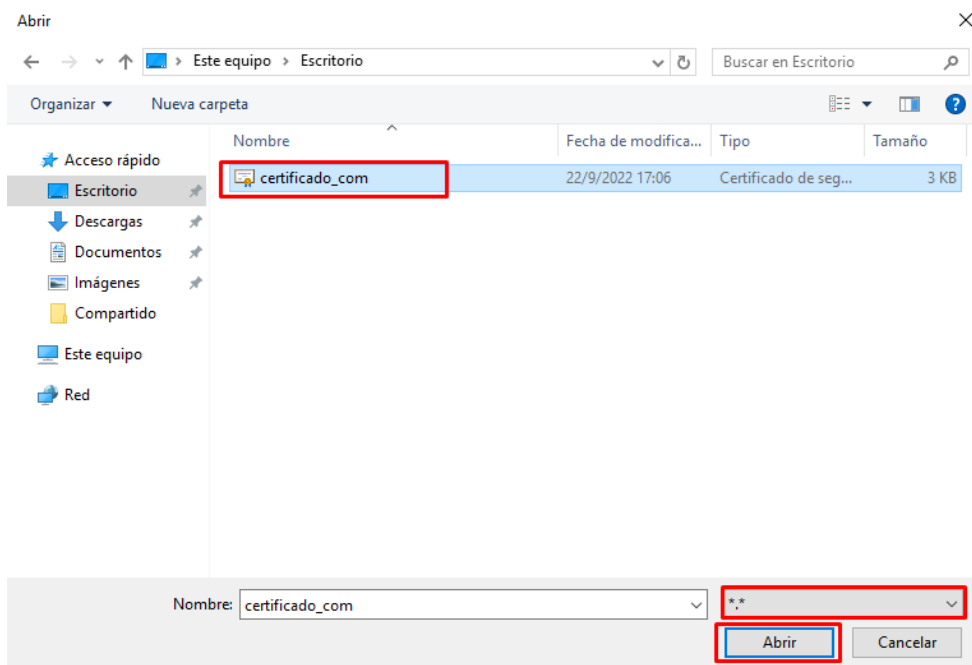 Abrir
Este equipo > Escritorio
Buscar en Escritorio
Organizar
Nueva carpeta
Nombre
Fecha de modifica...
Tipo
Tamaño
Acceso rápido
certificado_com
22/9/2022 17:06
Certificado de seg...
3 KB
Escritorio
Descargas
Documentos
Imágenes
Compartido
Este equipo
Red
Nombre:
certificado_com
*.*
Abrir
Cancelar